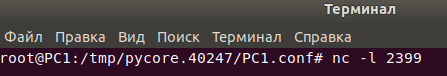 Терминал
Файл Правка Вид Поиск Терминал Справка
root@PC1:/tmp/pycore.40247/PC1.conf# nc -l 2399